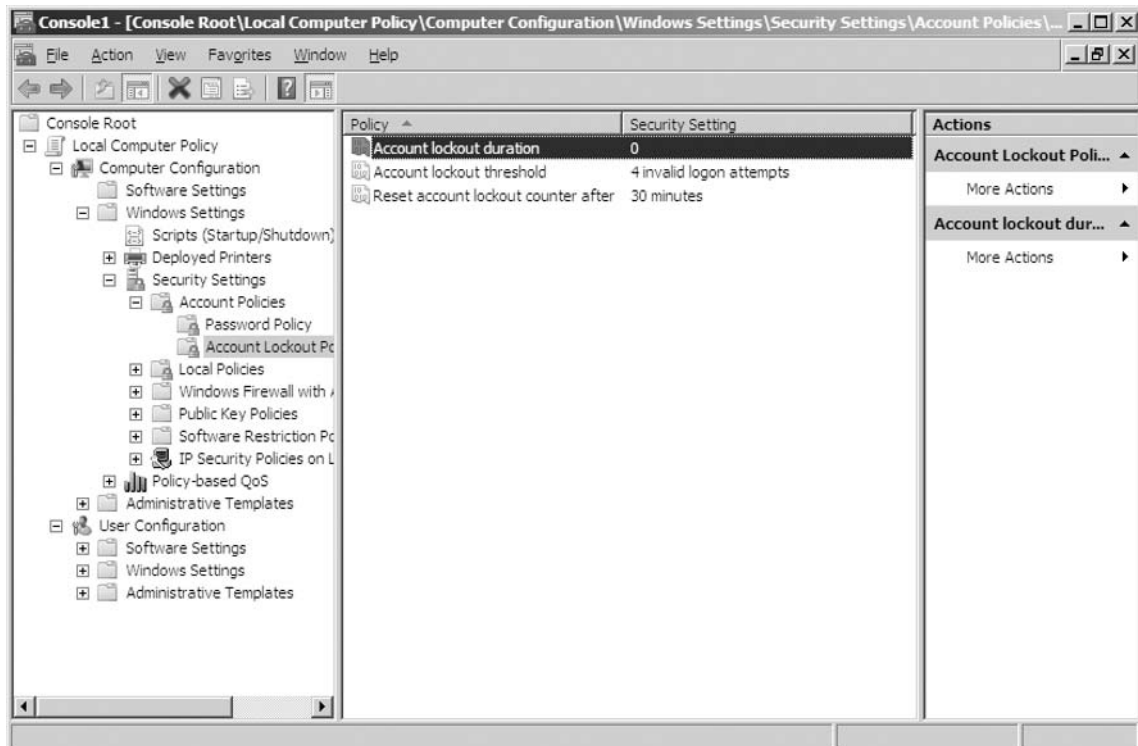 Console1 - [Console Root\Local Computer Policy\Computer Configuration\Windows Settings\Security Settings\Account Policies\...
File Action View Favorites Window Help
Console Root
Local Computer Policy
Computer Configuration
Software Settings
Windows Settings
Scripts (Startup/Shutdown)
Deployed Printers
Security Settings
Account Policies
Password Policy
Account Lockout Po
Local Policies
Windows Firewall with A
Public Key Policies
Software Restriction Po
IP Security Policies on L
Policy-based QoS
Administrative Templates
User Configuration
Software Settings
Windows Settings
Administrative Templates
Policy Security Setting
Account lockout duration 0
Account lockout threshold 4 invalid logon attempts
Reset account lockout counter after 30 minutes
Actions
Account Lockout Poli...
More Actions
Account lockout dur...
More Actions